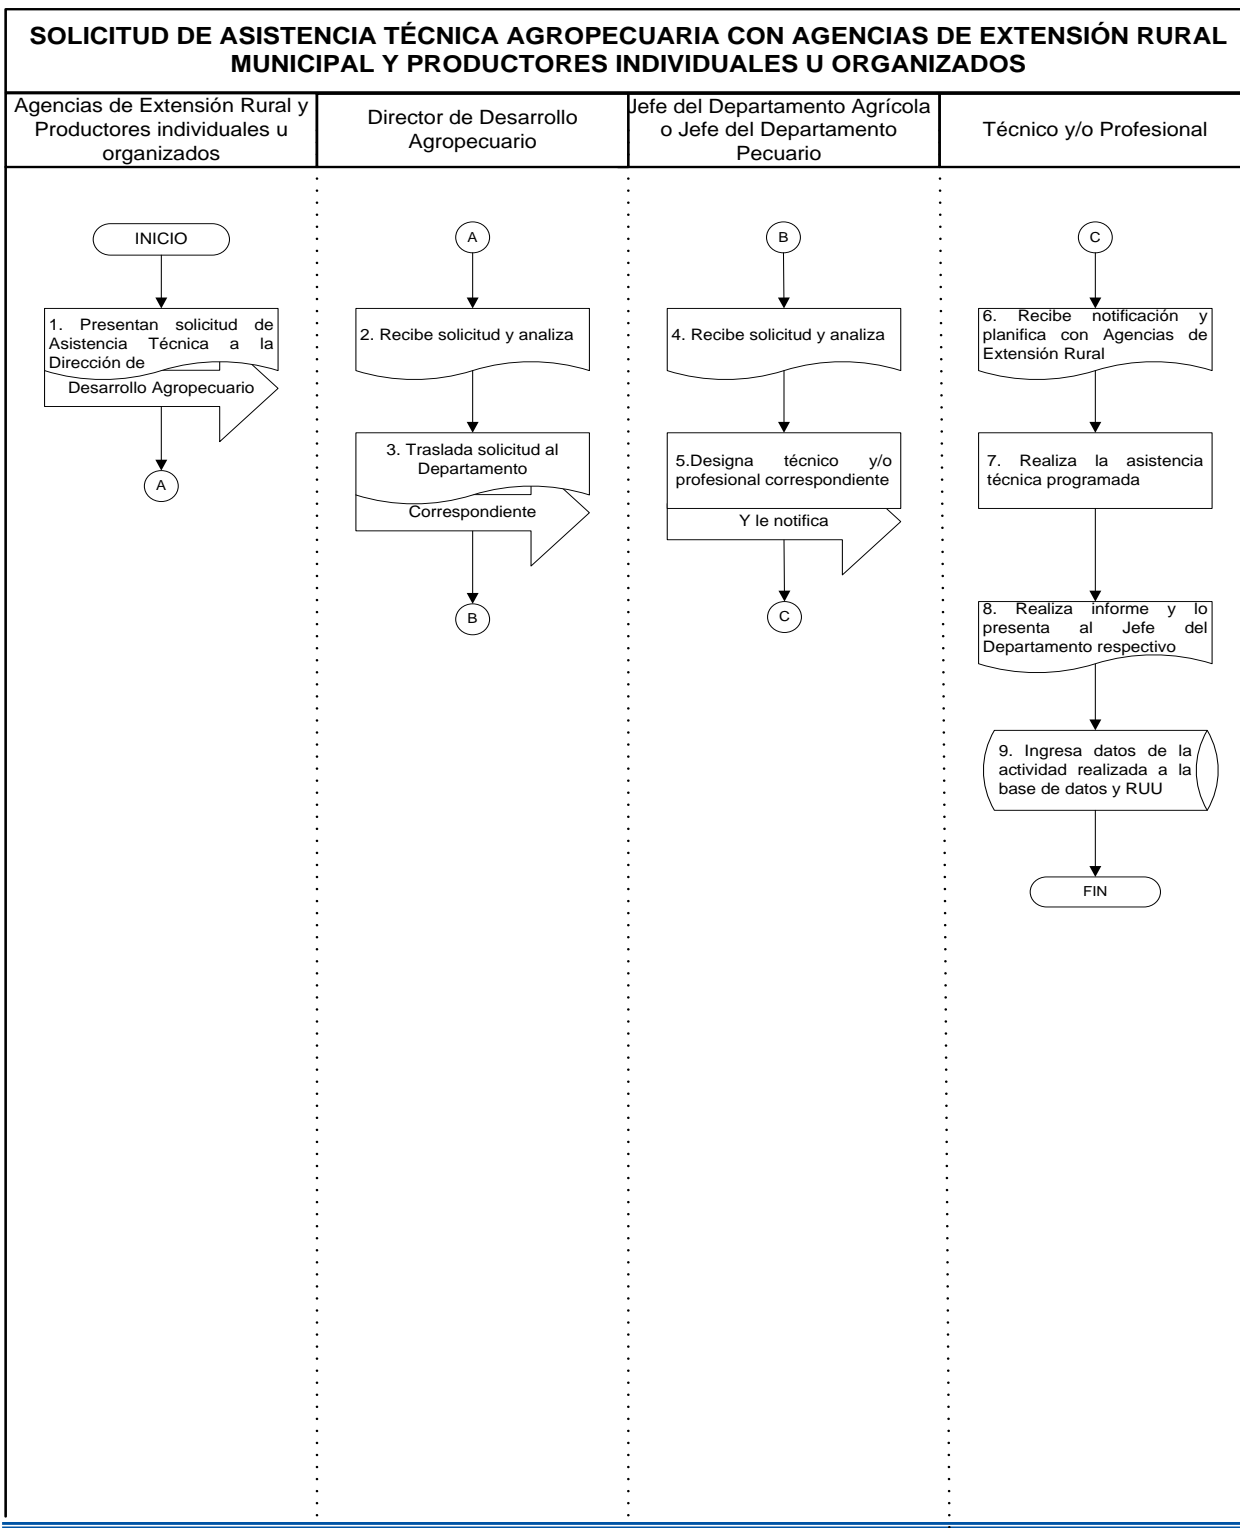 SOLICITUD DE ASISTENCIA TÉCNICA AGROPECUARIA CON AGENCIAS DE EXTENSIÓN RURAL
MUNICIPAL Y PRODUCTORES INDIVIDUALES U ORGANIZADOS
Agencias de Extensión Rural y
Productores individuales u
organizados
Director de Desarrollo
Agropecuario
Jefe del Departamento Agrícola
o Jefe del Departamento
Pecuario
Técnico y/o Profesional
INICIO
1. Presentan solicitud de
Asistencia Técnica a la
Dirección de
Desarrollo Agropecuario
A
A
2. Recibe solicitud y analiza
3. Traslada solicitud al
Departamento
Correspondiente
B
B
4. Recibe solicitud y analiza
5.Designa técnico y/o
profesional correspondiente
Y le notifica
C
C
6. Recibe notificación y
planifica con Agencias de
Extensión Rural
7. Realiza la asistencia
técnica programada
8. Realiza informe y lo
presenta al Jefe del
Departamento respectivo
9. Ingresa datos de la
actividad realizada a la
base de datos y RUU
FIN